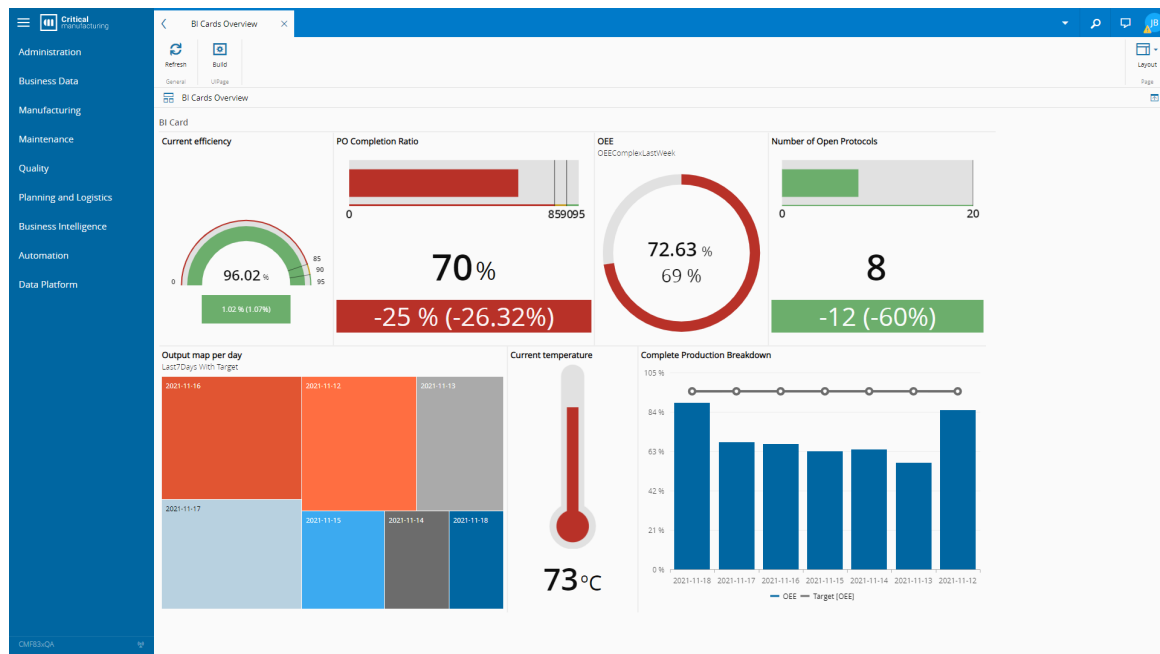 Critical
manufacturing
BI Cards Overview
JB
Administration
Business Data
Manufacturing
Maintenance
Quality
Planning and Logistics
Business Intelligence
Automation
Data Platform
CMFB3xQA
Refresh
Build
Layout
General
UIPage
Page
BI Cards Overview
BI Card
Current efficiency
0
85
90
95
96.02 %
1.02 % (1.07%)
PO Completion Ratio
0
859095
70%
-25 % (-26.32%)
OEE
OEEComplexLastWeek
72.63 %
69 %
Number of Open Protocols
0
20
8
-12 (-60%)
Output map per day
Last7Days With Target
2021-11-16
2021-11-12
2021-11-13
2021-11-17
2021-11-15
2021-11-14
2021-11-18
Current temperature
73°C
Complete Production Breakdown
105 %
84 %
63 %
42 %
21 %
0 %
2021-11-18 2021-11-17 2021-11-16 2021-11-15 2021-11-14 2021-11-13 2021-11-12
OEE Target (OEE)